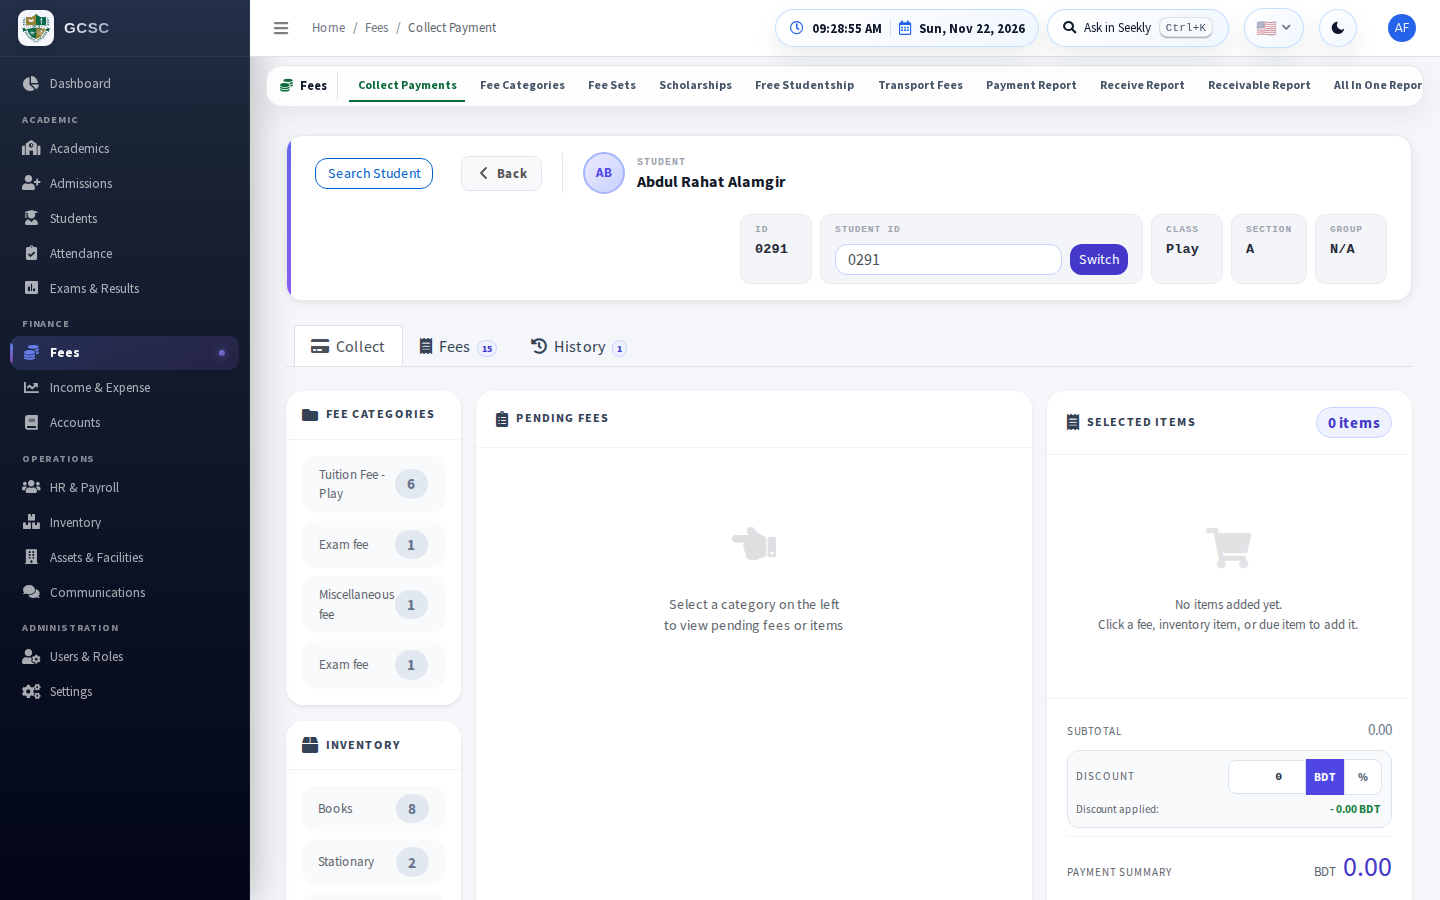 GCSC
Dashboard
ACADEMIC
Academics
Admissions
Students
Attendance
Exams & Results
FINANCE
Fees
Income & Expense
Accounts
OPERATIONS
HR & Payroll
Inventory
Assets & Facilities
Communications
ADMINISTRATION
Users & Roles
Settings
Home / Fees / Collect Payment
09:28:55 AM Sun, Nov 22, 2026
Ask in Seekly Ctrl+K
AF
Fees Collect Payments Fee Categories Fee Sets Scholarships Free Studentship Transport Fees Payment Report Receive Report Receivable Report All In One Repor
Search Student
Back
AB
STUDENT
Abdul Rahat Alamgir
ID
0291
STUDENT ID
0291 Switch
CLASS
Play
SECTION
A
GROUP
N/A
Collect Fees 15 History 1
FEE CATEGORIES
Tuition Fee - Play 6
Exam fee 1
Miscellaneous fee 1
Exam fee 1
INVENTORY
Books 8
Stationary 2
PENDING FEES
Select a category on the left
to view pending fees or items
SELECTED ITEMS 0 items
No items added yet.
Click a fee, inventory item, or due item to add it.
SUBTOTAL 0.00
DISCOUNT 0 BDT %
Discount applied: - 0.00 BDT
PAYMENT SUMMARY BDT 0.00